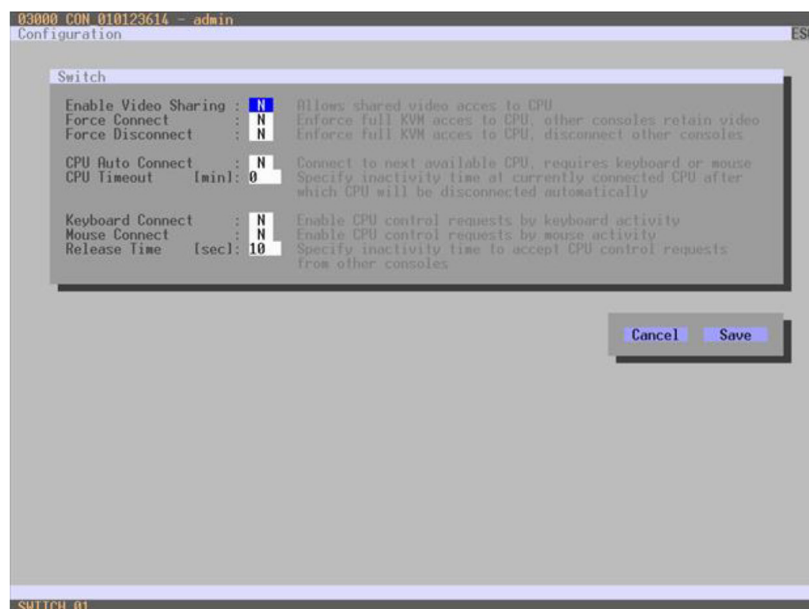 03000 CON_010123614 - admin
Configuration
ES
Switch
Enable Video Sharing : N Allows shared video acces to CPU
Force Connect : N Enforce full KVM acces to CPU, other consoles retain video
Force Disconnect : N Enforce full KVM acces to CPU, disconnect other consoles
CPU Auto Connect : N Connect to next available CPU, requires keyboard or mouse
CPU Timeout [min]: 0 Specify inactivity time at currently connected CPU after
which CPU will be disconnected automatically
Keyboard Connect : N Enable CPU control requests by keyboard activity
Mouse Connect : N Enable CPU control requests by mouse activity
Release Time [sec]: 10 Specify inactivity time to accept CPU control requests
from other consoles
Cancel Save
SWITCH_01